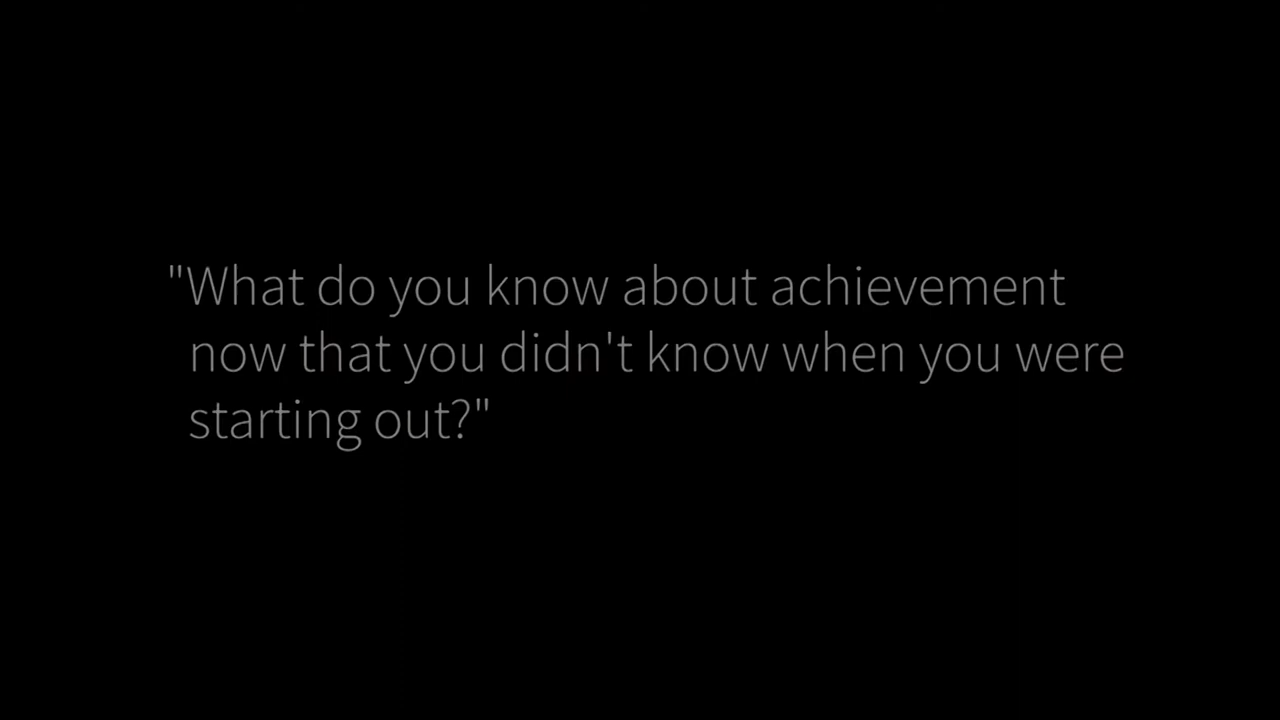 "What do you know about achievement
now that you didn't know when you were
starting out?"